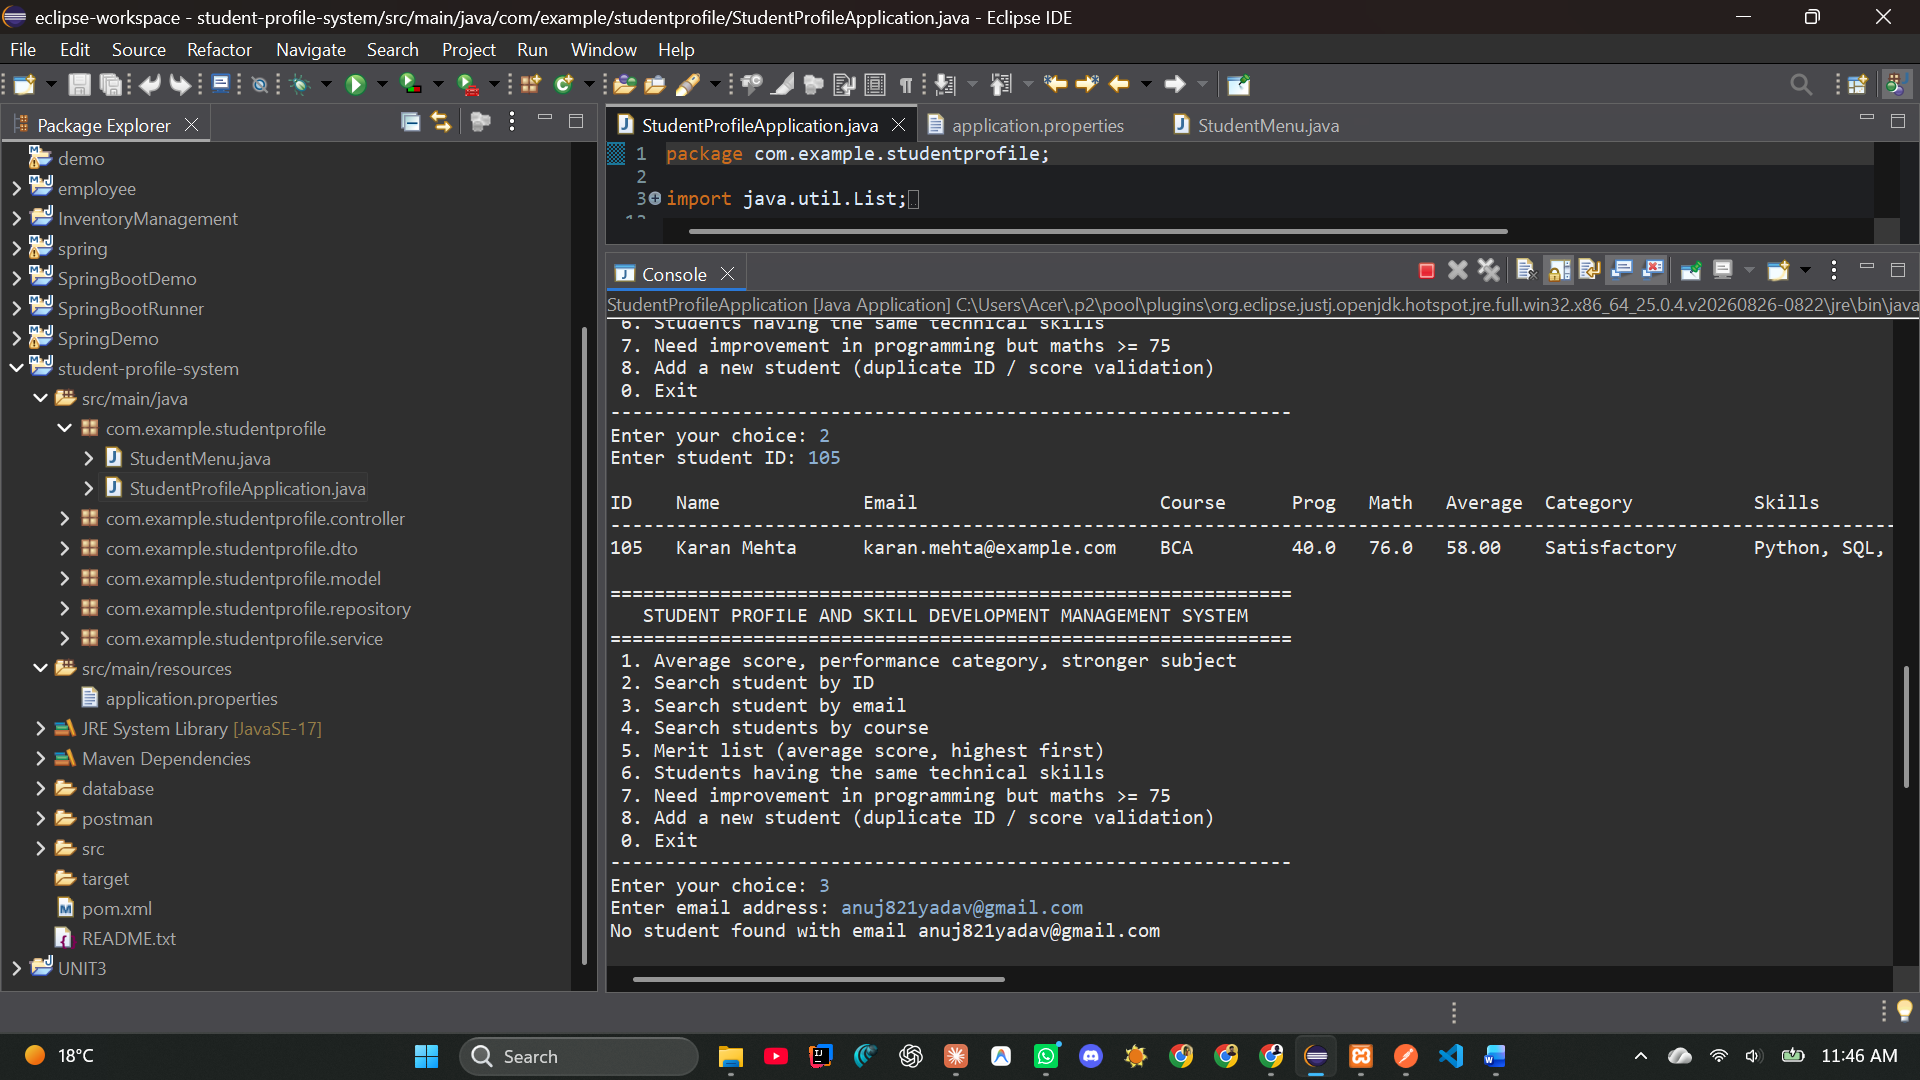 eclipse-workspace - student-profile-system/src/main/java/com/example/studentprofile/StudentProfileApplication.java - Eclipse IDE
File Edit Source Refactor Navigate Search Project Run Window Help
Package Explorer
demo
employee
InventoryManagement
spring
SpringBootDemo
SpringBootRunner
SpringDemo
student-profile-system
src/main/java
com.example.studentprofile
StudentMenu.java
StudentProfileApplication.java
com.example.studentprofile.controller
com.example.studentprofile.dto
com.example.studentprofile.model
com.example.studentprofile.repository
com.example.studentprofile.service
src/main/resources
application.properties
JRE System Library [JavaSE-17]
Maven Dependencies
database
postman
src
target
pom.xml
README.txt
UNIT3
StudentProfileApplication.java application.properties StudentMenu.java
1 package com.example.studentprofile;
2
3 import java.util.List;
Console
StudentProfileApplication [Java Application] C:\Users\Acer\.p2\pool\plugins\org.eclipse.justj.openjdk.hotspot.jre.full.win32.x86_64_25.0.4.v20260826-0822\jre\bin\java
6. Students having the same technical skills
7. Need improvement in programming but maths >= 75
8. Add a new student (duplicate ID / score validation)
0. Exit
--------------------------------------------------------------
Enter your choice: 2
Enter student ID: 105
ID Name Email Course Prog Math Average Category Skills
---------------------------------------------------------------------------------------------------------------------
105 Karan Mehta karan.mehta@example.com BCA 40.0 76.0 58.00 Satisfactory Python, SQL,
==============================================================
STUDENT PROFILE AND SKILL DEVELOPMENT MANAGEMENT SYSTEM
==============================================================
1. Average score, performance category, stronger subject
2. Search student by ID
3. Search student by email
4. Search students by course
5. Merit list (average score, highest first)
6. Students having the same technical skills
7. Need improvement in programming but maths >= 75
8. Add a new student (duplicate ID / score validation)
0. Exit
--------------------------------------------------------------
Enter your choice: 3
Enter email address: anuj821yadav@gmail.com
No student found with email anuj821yadav@gmail.com
18°C
Search
11:46 AM